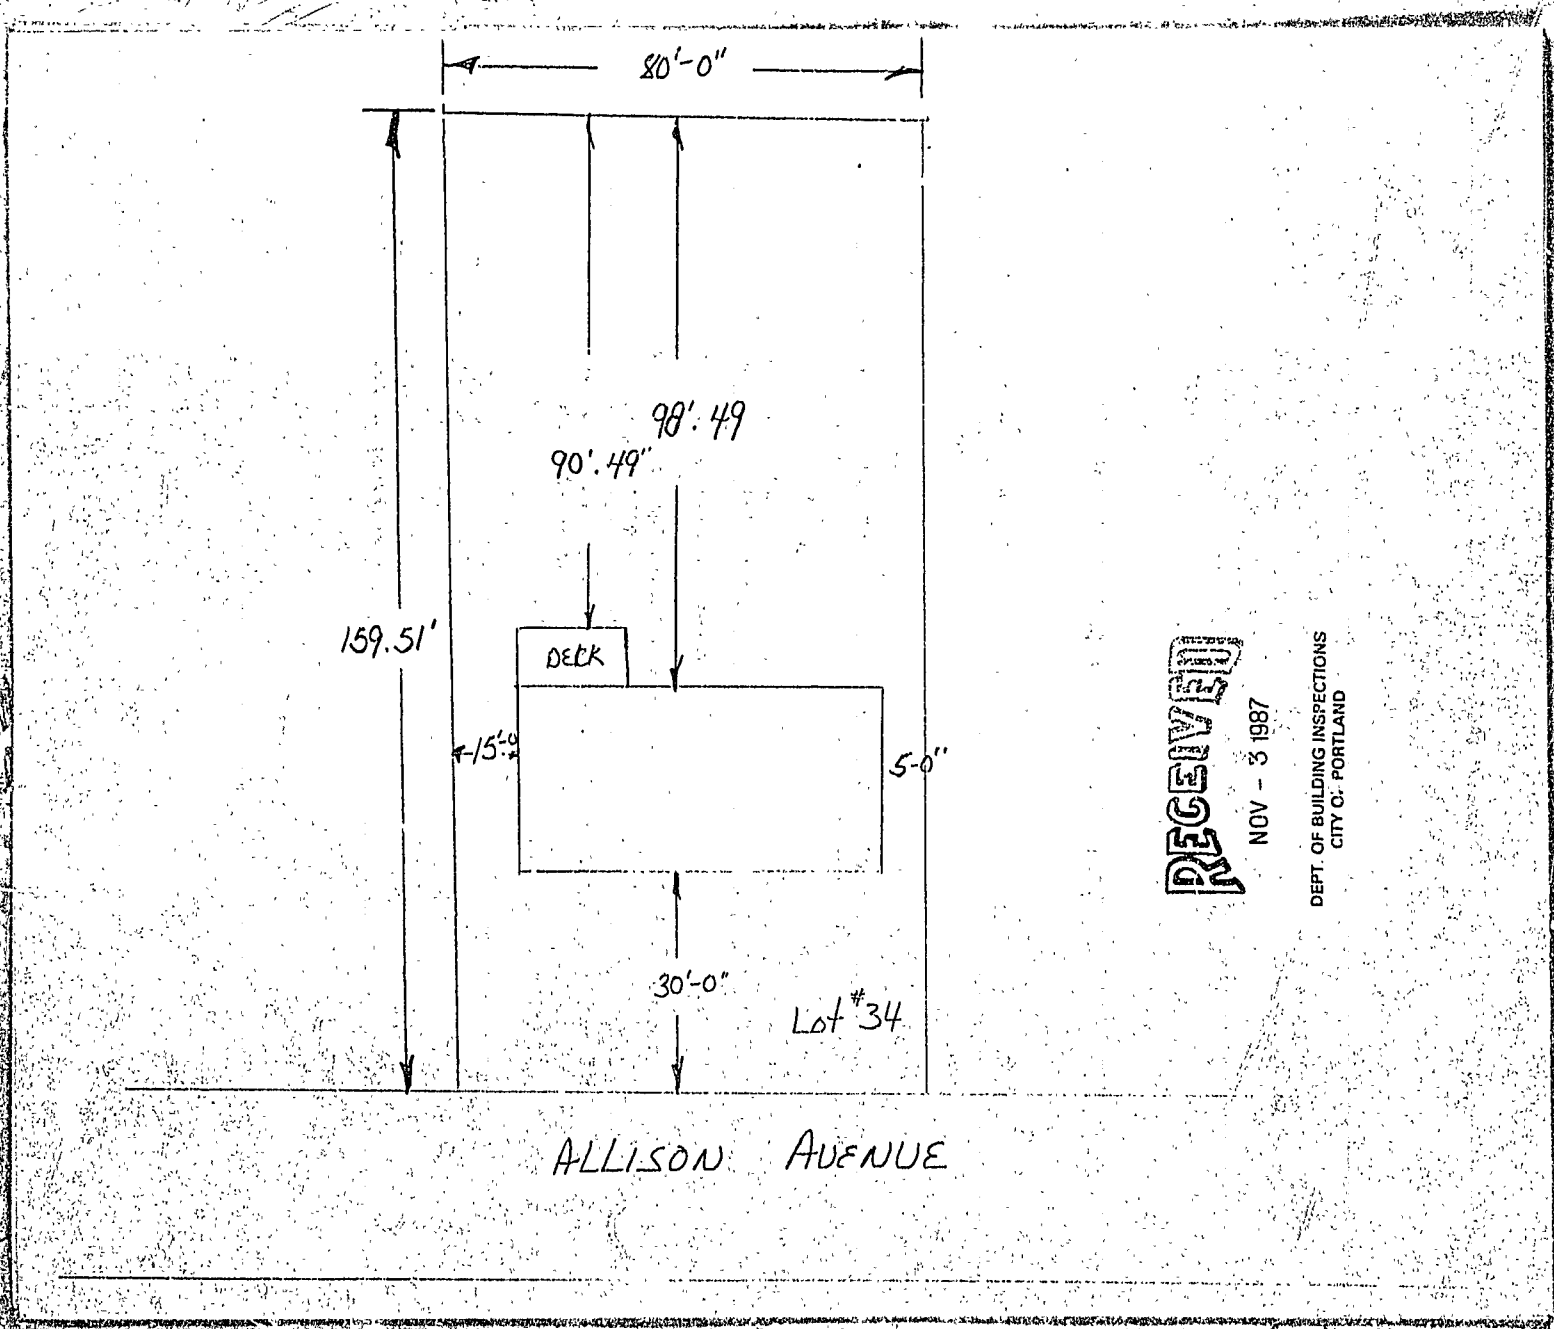 80'-0"
98'.49
90'.49"
159.51'
DECK
15'-0
5-0"
30'-0"
Lot #34
ALLISON AVENUE
RECEIVED
NOV - 3 1987
DEPT. OF BUILDING INSPECTIONS
CITY O. PORTLAND